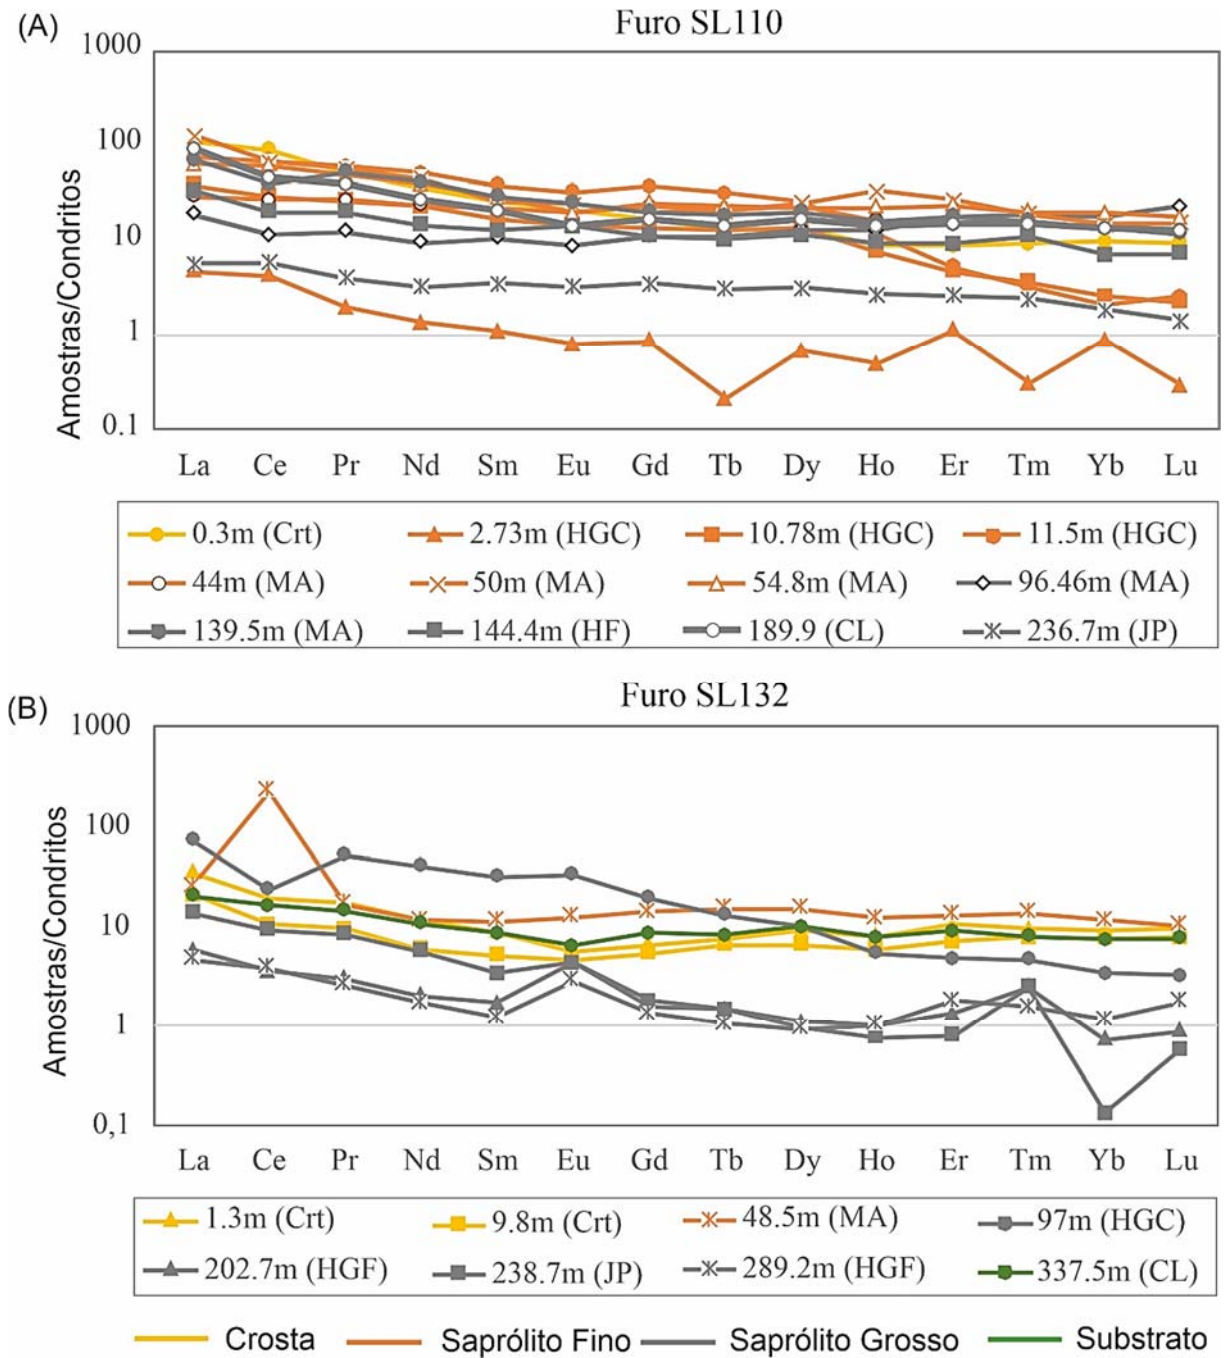 (A)
Furo SL110
Amostras/Condritos
1000
100
10
1
0.1
La Ce Pr Nd Sm Eu Gd Tb Dy Ho Er Tm Yb Lu
0.3m (Crt) 2.73m (HGC) 10.78m (HGC) 11.5m (HGC)
44m (MA) 50m (MA) 54.8m (MA) 96.46m (MA)
139.5m (MA) 144.4m (HF) 189.9 (CL) 236.7m (JP)
(B)
Furo SL132
Amostras/Condritos
1000
100
10
1
0,1
La Ce Pr Nd Sm Eu Gd Tb Dy Ho Er Tm Yb Lu
1.3m (Crt) 9.8m (Crt) 48.5m (MA) 97m (HGC)
202.7m (HGF) 238.7m (JP) 289.2m (HGF) 337.5m (CL)
Crosta Saprólito Fino Saprólito Grosso Substrato